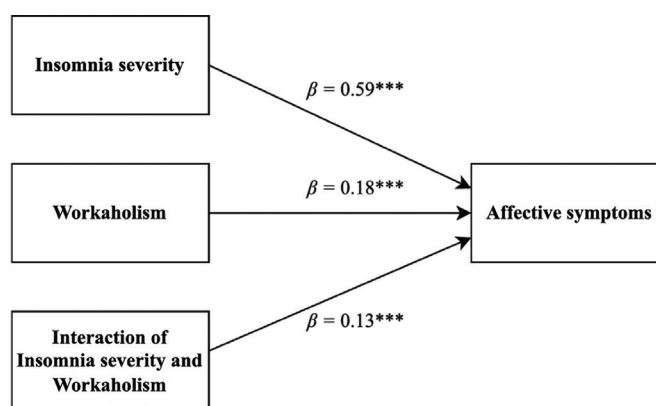 Insomnia severity
β = 0.59***
Workaholism
β = 0.18***
Affective symptoms
Interaction of
Insomnia severity and
Workaholism
β = 0.13***